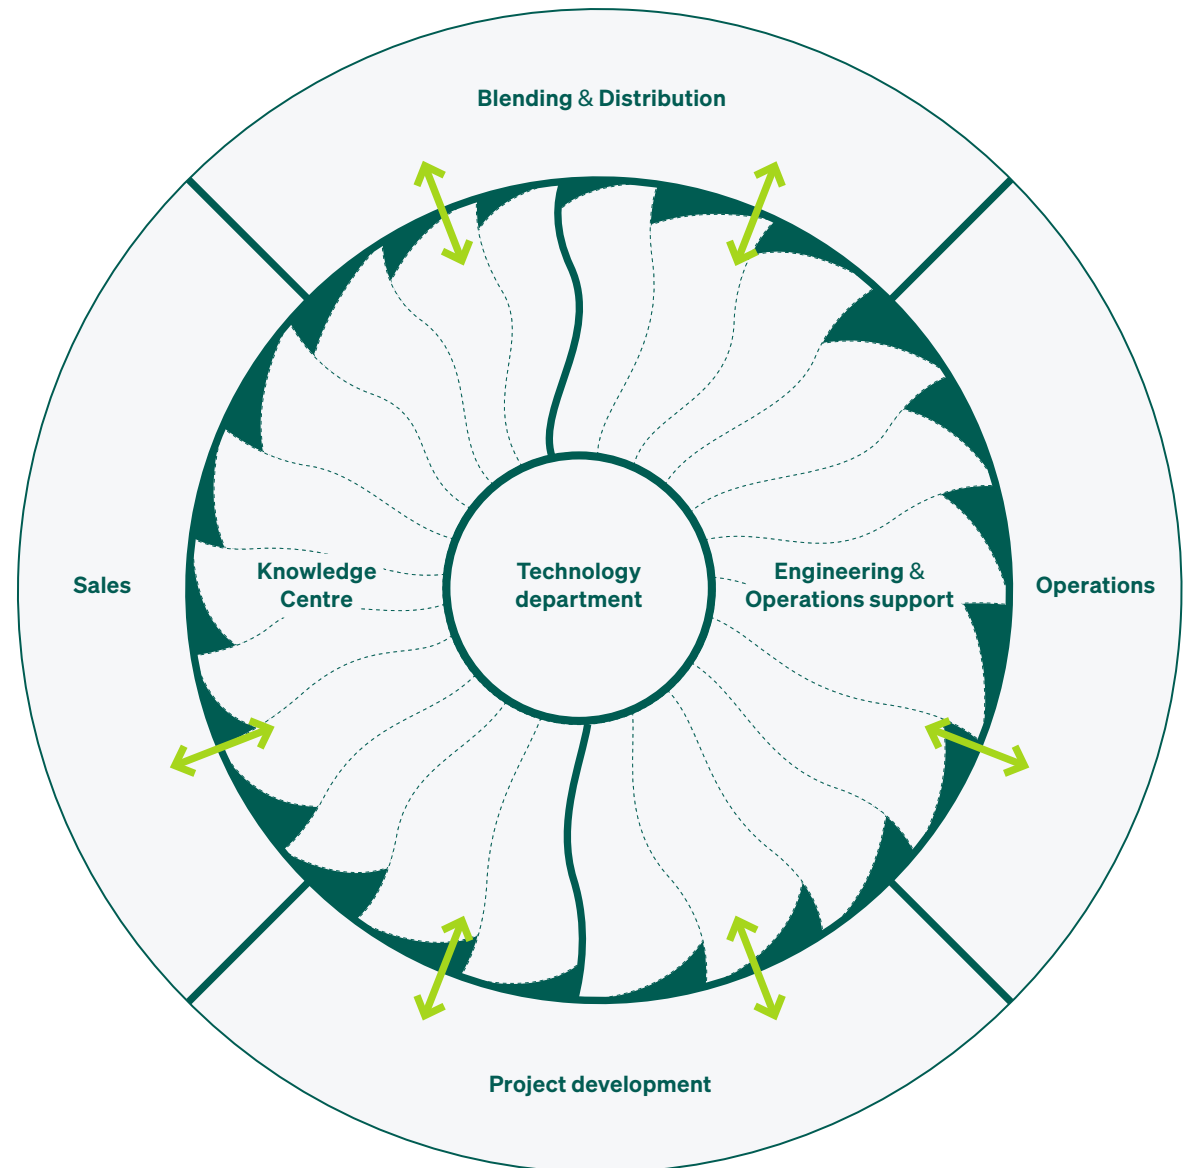 Blending & Distribution
Sales
Knowledge
Centre
Technology
department
Engineering &
Operations support
Operations
Project development